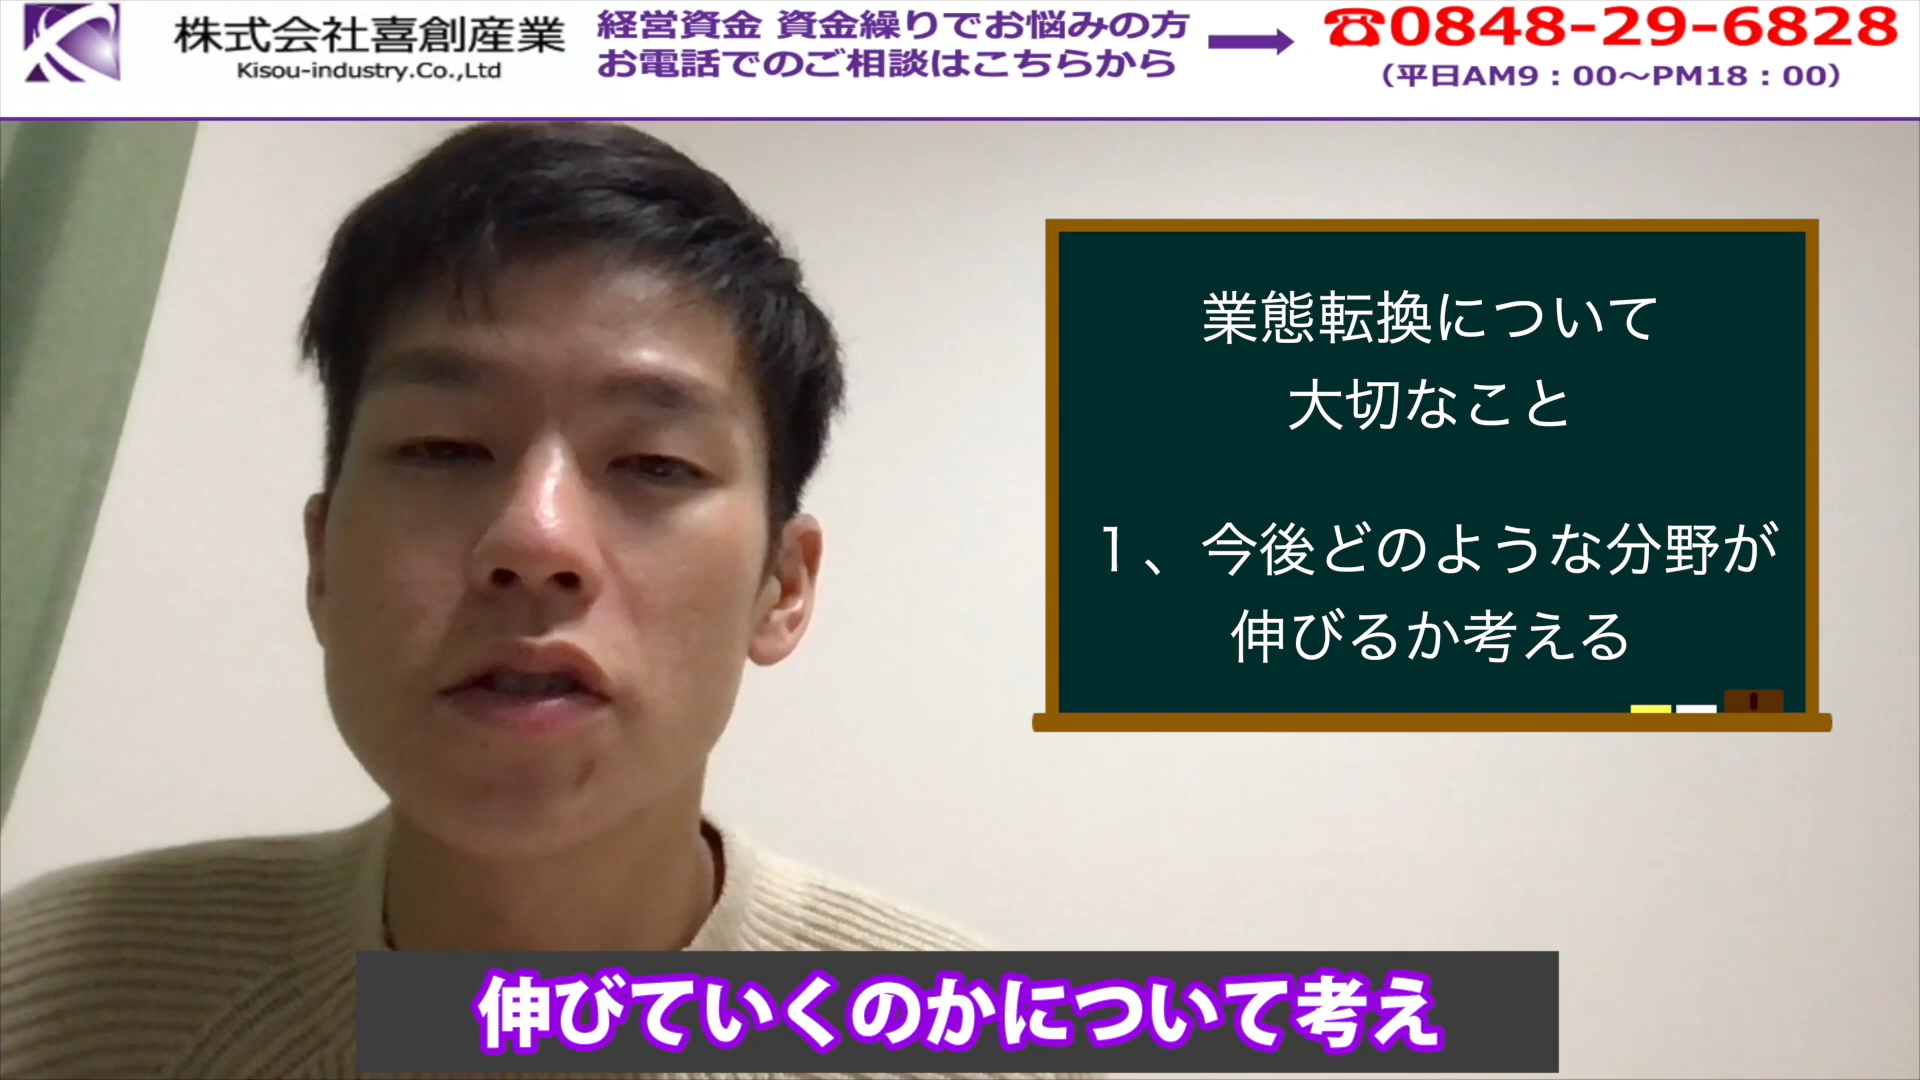 株式会社喜創産業
Kisou-industry.Co.,Ltd
経営資金 資金繰りでお悩みの方
お電話でのご相談はこちらから
☎0848-29-6828
（平日AM9：00～PM18：00）
業態転換について
大切なこと
１、今後どのような分野が
伸びるか考える
伸びていくのかについて考え